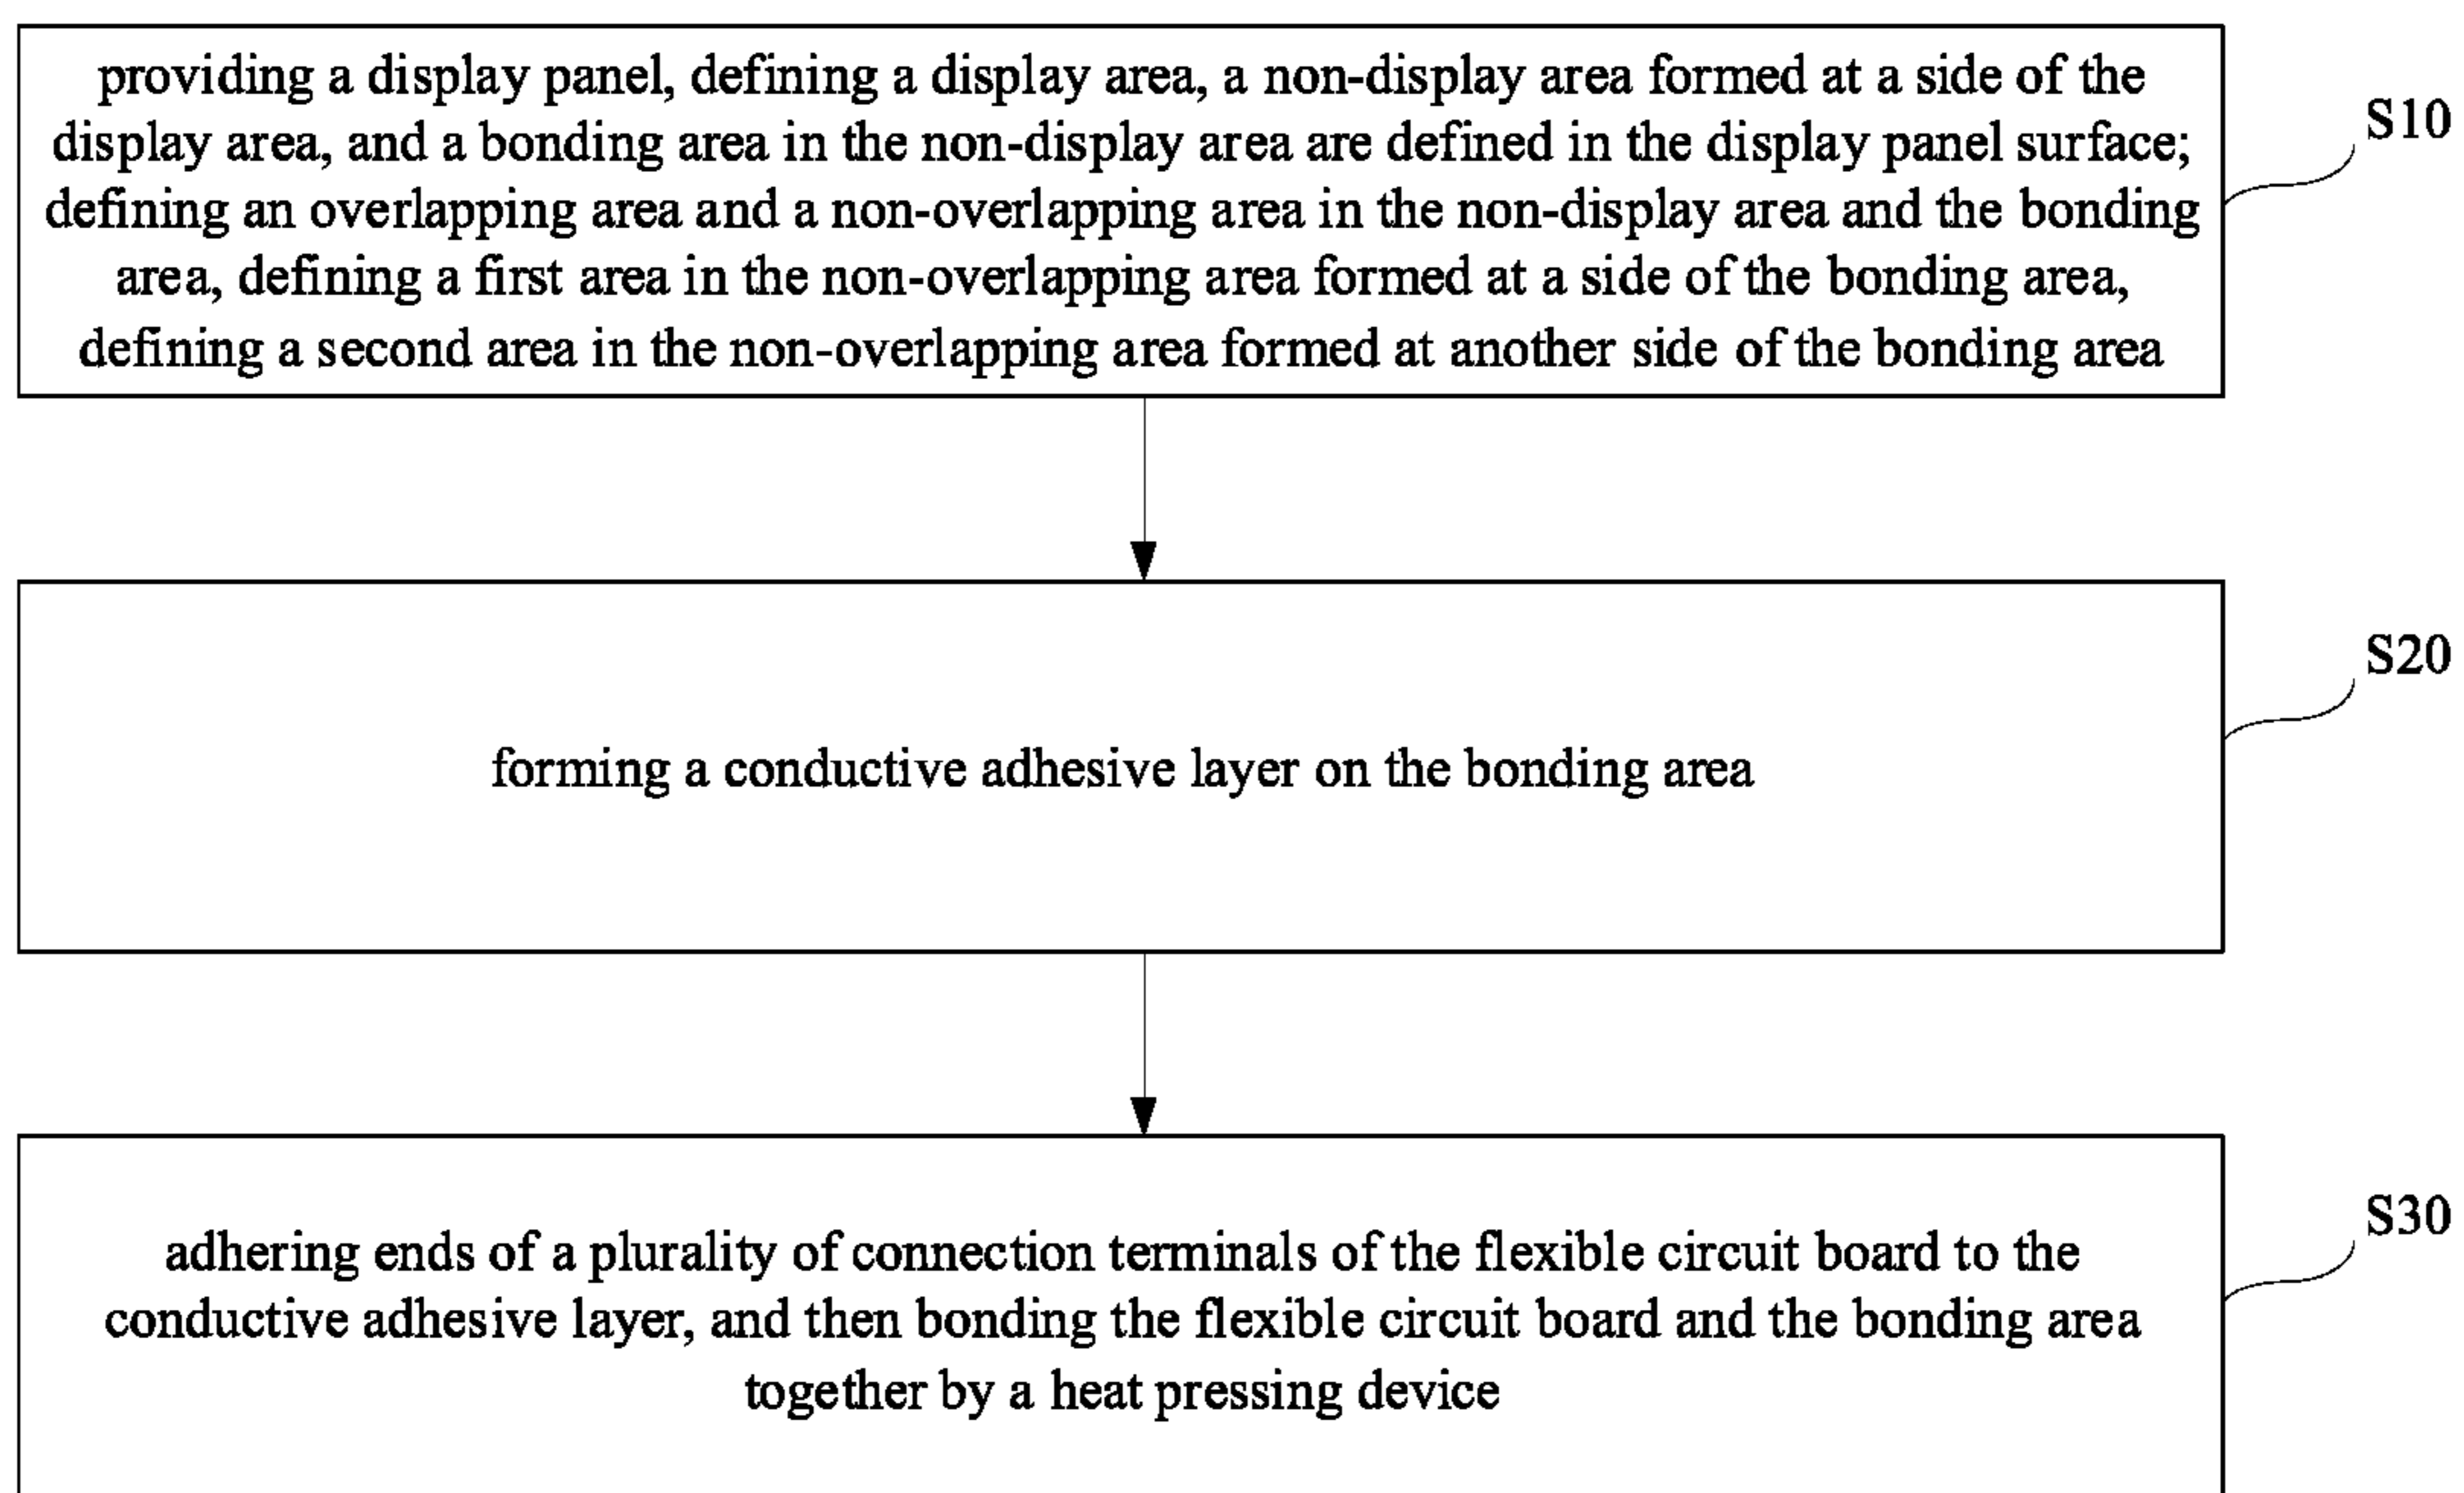 providing a display panel, defining a display area, a non-display area formed at a side of the
display area, and a bonding area in the non-display area are defined in the display panel surface;
defining an overlapping area and a non-overlapping area in the non-display area and the bonding
area, defining a first area in the non-overlapping area formed at a side of the bonding area,
defining a second area in the non-overlapping area formed at another side of the bonding area
S10
forming a conductive adhesive layer on the bonding area
S20
adhering ends of a plurality of connection terminals of the flexible circuit board to the
conductive adhesive layer, and then bonding the flexible circuit board and the bonding area
together by a heat pressing device
S30